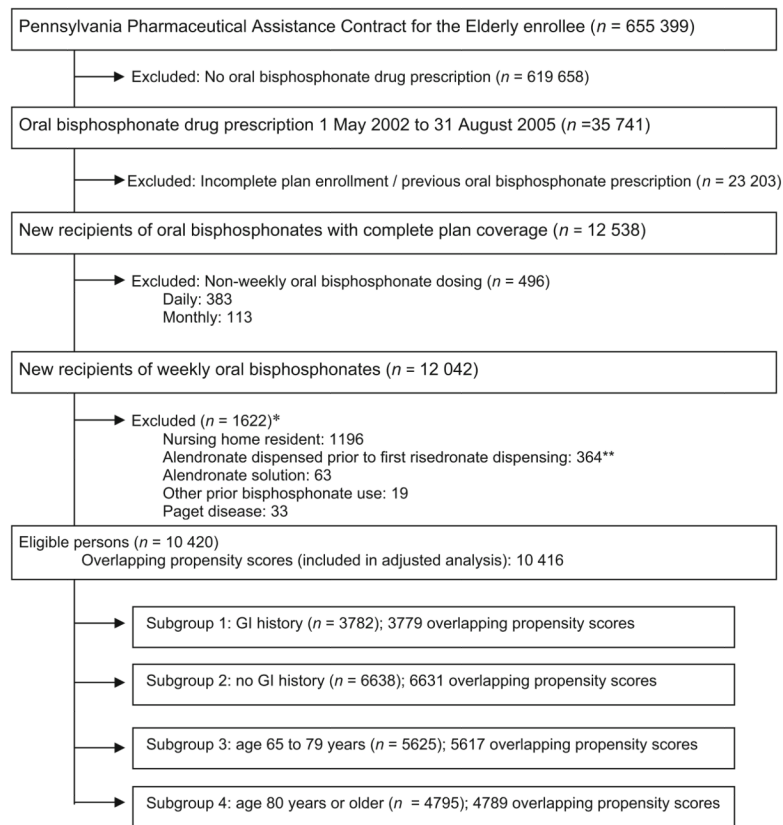 Pennsylvania Pharmaceutical Assistance Contract for the Elderly enrollee (n = 655 399)
Excluded: No oral bisphosphonate drug prescription (n = 619 658)
Oral bisphosphonate drug prescription 1 May 2002 to 31 August 2005 (n =35 741)
Excluded: Incomplete plan enrollment / previous oral bisphosphonate prescription (n = 23 203)
New recipients of oral bisphosphonates with complete plan coverage (n = 12 538)
Excluded: Non-weekly oral bisphosphonate dosing (n = 496)
Daily: 383
Monthly: 113
New recipients of weekly oral bisphosphonates (n = 12 042)
Excluded (n = 1622)*
Nursing home resident: 1196
Alendronate dispensed prior to first risedronate dispensing: 364**
Alendronate solution: 63
Other prior bisphosphonate use: 19
Paget disease: 33
Eligible persons (n = 10 420)
Overlapping propensity scores (included in adjusted analysis): 10 416
Subgroup 1: GI history (n = 3782); 3779 overlapping propensity scores
Subgroup 2: no GI history (n = 6638); 6631 overlapping propensity scores
Subgroup 3: age 65 to 79 years (n = 5625); 5617 overlapping propensity scores
Subgroup 4: age 80 years or older (n = 4795); 4789 overlapping propensity scores